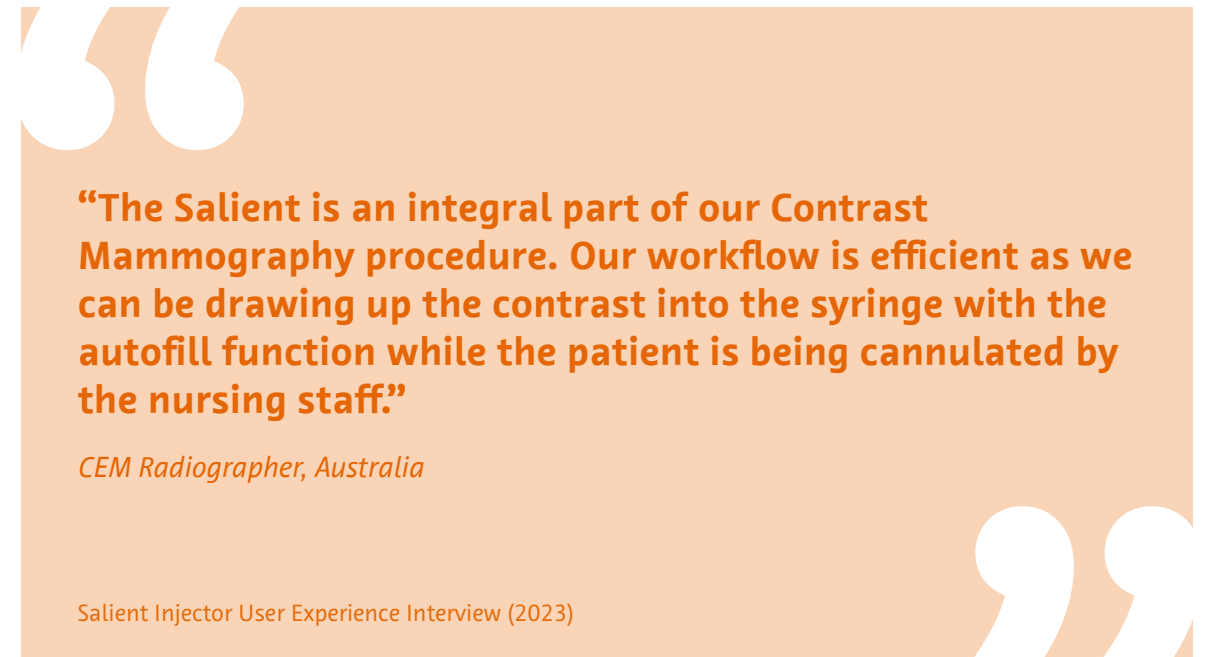 “The Salient is an integral part of our Contrast
Mammography procedure. Our workflow is efficient as we
can be drawing up the contrast into the syringe with the
autofill function while the patient is being cannulated by
the nursing staff.”
CEM Radiographer, Australia
Salient Injector User Experience Interview (2023)